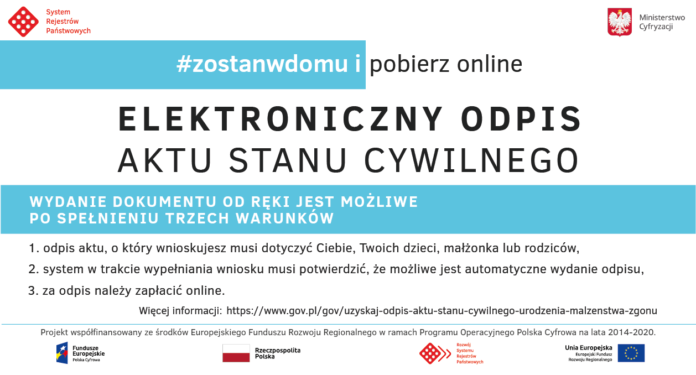 System
Rejestrów
Państwowych
Ministerstwo
Cyfryzacji
#zostanwdomu i pobierz online
ELEKTRONICZNY ODPIS
AKTU STANU CYWILNEGO
WYDANIE DOKUMENTU OD RĘKI JEST MOŻLIWE
PO SPEŁNIENIU TRZECH WARUNKÓW
1. odpis aktu, o który wnioskujesz musi dotyczyć Ciebie, Twoich dzieci, małżonka lub rodziców,
2. system w trakcie wypełniania wniosku musi potwierdzić, że możliwe jest automatyczne wydanie odpisu,
3. za odpis należy zapłacić online.
Więcej informacji: https://www.gov.pl/gov/uzyskaj-odpis-aktu-stanu-cywilnego-urodzenia-malzenstwa-zgonu
Projekt współfinansowany ze środków Europejskiego Funduszu Rozwoju Regionalnego w ramach Programu Operacyjnego Polska Cyfrowa na lata 2014-2020.
Fundusze
Europejskie
Polska Cyfrowa
Rzeczpospolita
Polska
Rozwój
Systemu
Rejestrów
Państwowych
Unia Europejska
Europejski Fundusz
Rozwoju Regionalnego